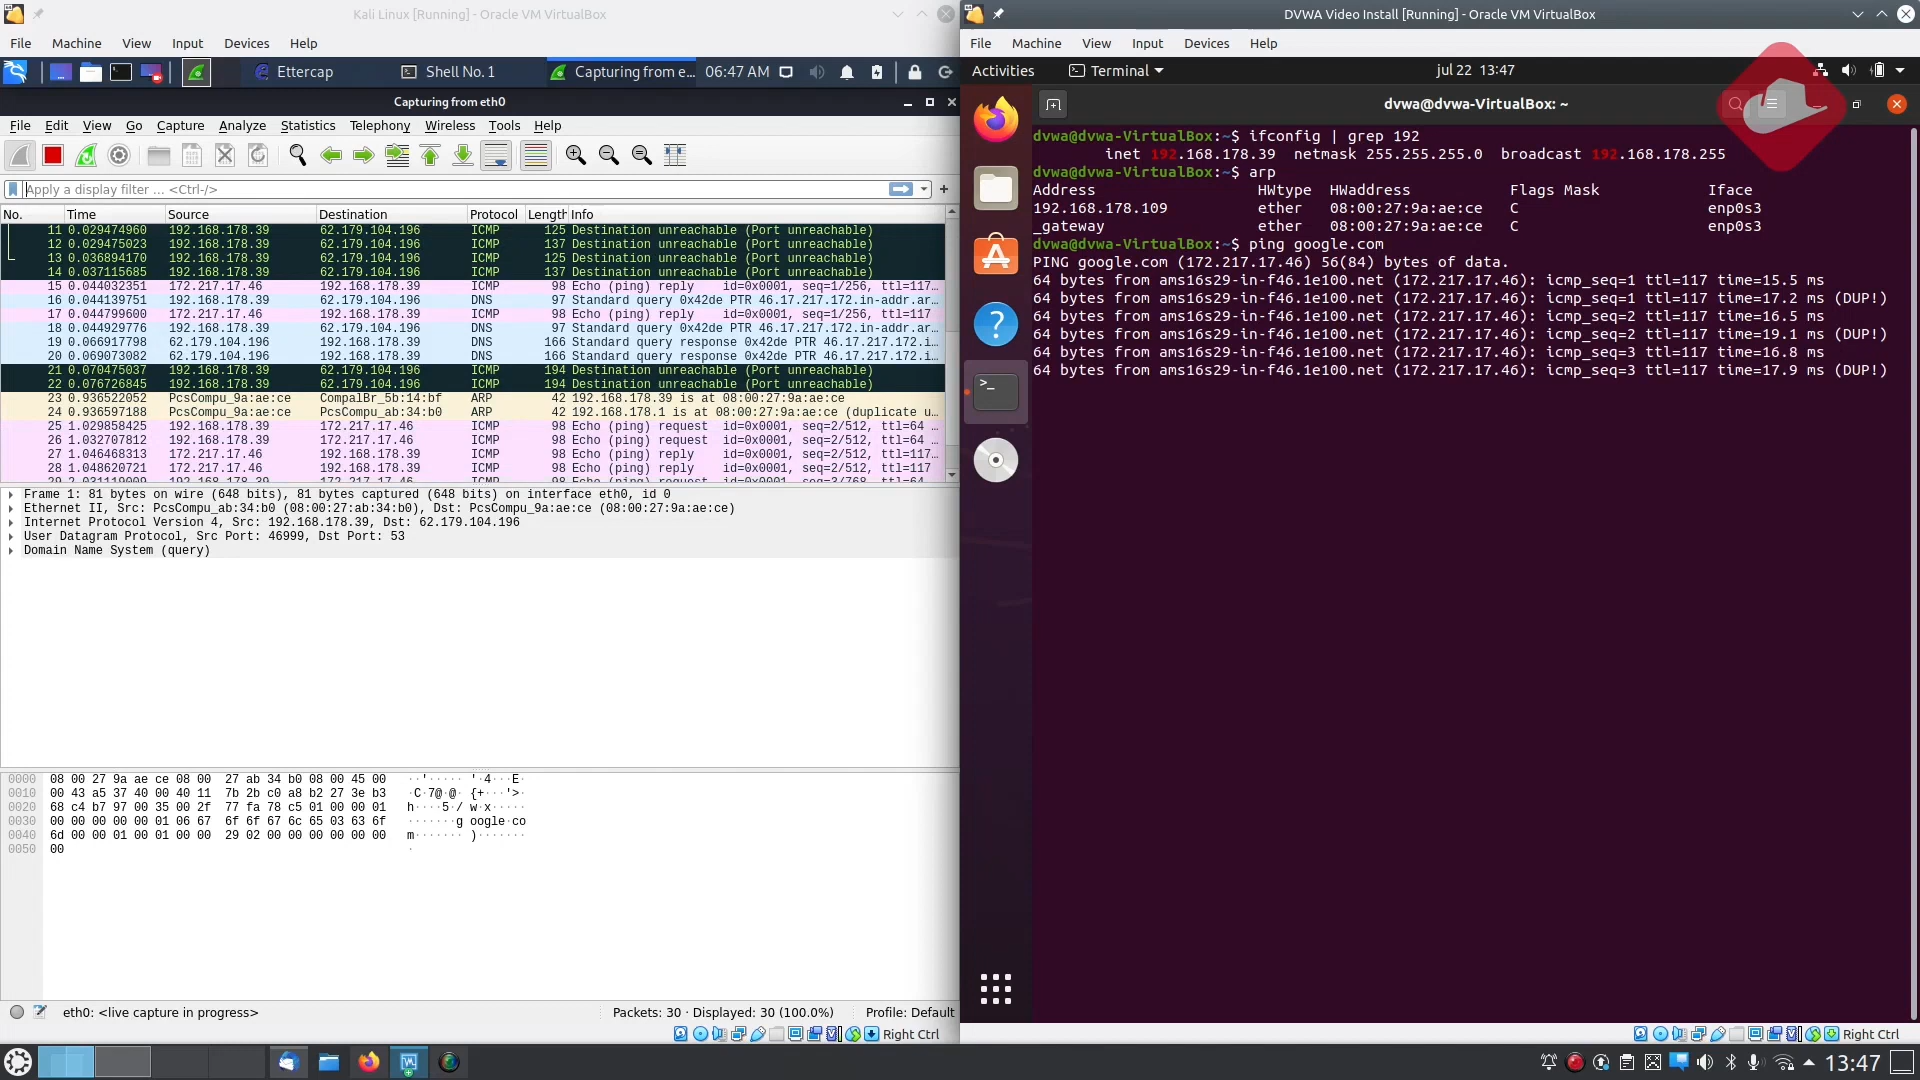 Kali Linux [Running] - Oracle VM VirtualBox
File Machine View Input Devices Help
Ettercap Shell No. 1 Capturing from e... 06:47 AM
Capturing from eth0
File Edit View Go Capture Analyze Statistics Telephony Wireless Tools Help
Apply a display filter ... <Ctrl-/>
No. Time Source Destination Protocol Length Info
11 0.029474960 192.168.178.39 62.179.104.196 ICMP 125 Destination unreachable (Port unreachable)
12 0.029475023 192.168.178.39 62.179.104.196 ICMP 137 Destination unreachable (Port unreachable)
13 0.036894170 192.168.178.39 62.179.104.196 ICMP 125 Destination unreachable (Port unreachable)
14 0.037115685 192.168.178.39 62.179.104.196 ICMP 137 Destination unreachable (Port unreachable)
15 0.044032351 172.217.17.46 192.168.178.39 ICMP 98 Echo (ping) reply id=0x0001, seq=1/256, ttl=117...
16 0.044139751 192.168.178.39 62.179.104.196 DNS 97 Standard query 0x42de PTR 46.17.217.172.in-addr.ar...
17 0.044799600 172.217.17.46 192.168.178.39 ICMP 98 Echo (ping) reply id=0x0001, seq=1/256, ttl=117
18 0.044929776 192.168.178.39 62.179.104.196 DNS 97 Standard query 0x42de PTR 46.17.217.172.in-addr.ar...
19 0.066917798 62.179.104.196 192.168.178.39 DNS 166 Standard query response 0x42de PTR 46.17.217.172.i...
20 0.069073082 62.179.104.196 192.168.178.39 DNS 166 Standard query response 0x42de PTR 46.17.217.172.i...
21 0.070475037 192.168.178.39 62.179.104.196 ICMP 194 Destination unreachable (Port unreachable)
22 0.076726845 192.168.178.39 62.179.104.196 ICMP 194 Destination unreachable (Port unreachable)
23 0.936522052 PcsCompu_9a:ae:ce CompalBr_5b:14:bf ARP 42 192.168.178.39 is at 08:00:27:9a:ae:ce
24 0.936597188 PcsCompu_9a:ae:ce PcsCompu_ab:34:b0 ARP 42 192.168.178.1 is at 08:00:27:9a:ae:ce (duplicate u...
25 1.029858425 192.168.178.39 172.217.17.46 ICMP 98 Echo (ping) request id=0x0001, seq=2/512, ttl=64 ...
26 1.032707812 192.168.178.39 172.217.17.46 ICMP 98 Echo (ping) request id=0x0001, seq=2/512, ttl=64 ...
27 1.046468313 172.217.17.46 192.168.178.39 ICMP 98 Echo (ping) reply id=0x0001, seq=2/512, ttl=117...
28 1.048620721 172.217.17.46 192.168.178.39 ICMP 98 Echo (ping) reply id=0x0001, seq=2/512, ttl=117
Frame 1: 81 bytes on wire (648 bits), 81 bytes captured (648 bits) on interface eth0, id 0
Ethernet II, Src: PcsCompu_ab:34:b0 (08:00:27:ab:34:b0), Dst: PcsCompu_9a:ae:ce (08:00:27:9a:ae:ce)
Internet Protocol Version 4, Src: 192.168.178.39, Dst: 62.179.104.196
User Datagram Protocol, Src Port: 46999, Dst Port: 53
Domain Name System (query)
0000 08 00 27 9a ae ce 08 00 27 ab 34 b0 08 00 45 00 ··'····· '·4···E·
0010 00 43 a5 37 40 00 40 11 7b 2b c0 a8 b2 27 3e b3 ·C·7@·@· {+···'>·
0020 68 c4 b7 97 00 35 00 2f 77 fa 78 c5 01 00 00 01 h····5·/ w·x·····
0030 00 00 00 00 00 01 06 67 6f 6f 67 6c 65 03 63 6f ·······g oogle·co
0040 6d 00 00 01 00 01 00 00 29 02 00 00 00 00 00 00 m······· )·······
0050 00 ·
eth0: <live capture in progress> Packets: 30 · Displayed: 30 (100.0%) Profile: Default
Right Ctrl
DVWA Video Install [Running] - Oracle VM VirtualBox
File Machine View Input Devices Help
Activities Terminal jul 22 13:47
dvwa@dvwa-VirtualBox: ~
dvwa@dvwa-VirtualBox:~$ ifconfig | grep 192
inet 192.168.178.39 netmask 255.255.255.0 broadcast 192.168.178.255
dvwa@dvwa-VirtualBox:~$ arp
Address HWtype HWaddress Flags Mask Iface
192.168.178.109 ether 08:00:27:9a:ae:ce C enp0s3
_gateway ether 08:00:27:9a:ae:ce C enp0s3
dvwa@dvwa-VirtualBox:~$ ping google.com
PING google.com (172.217.17.46) 56(84) bytes of data.
64 bytes from ams16s29-in-f46.1e100.net (172.217.17.46): icmp_seq=1 ttl=117 time=15.5 ms
64 bytes from ams16s29-in-f46.1e100.net (172.217.17.46): icmp_seq=1 ttl=117 time=17.2 ms (DUP!)
64 bytes from ams16s29-in-f46.1e100.net (172.217.17.46): icmp_seq=2 ttl=117 time=16.5 ms
64 bytes from ams16s29-in-f46.1e100.net (172.217.17.46): icmp_seq=2 ttl=117 time=19.1 ms (DUP!)
64 bytes from ams16s29-in-f46.1e100.net (172.217.17.46): icmp_seq=3 ttl=117 time=16.8 ms
64 bytes from ams16s29-in-f46.1e100.net (172.217.17.46): icmp_seq=3 ttl=117 time=17.9 ms (DUP!)
Right Ctrl
13:47